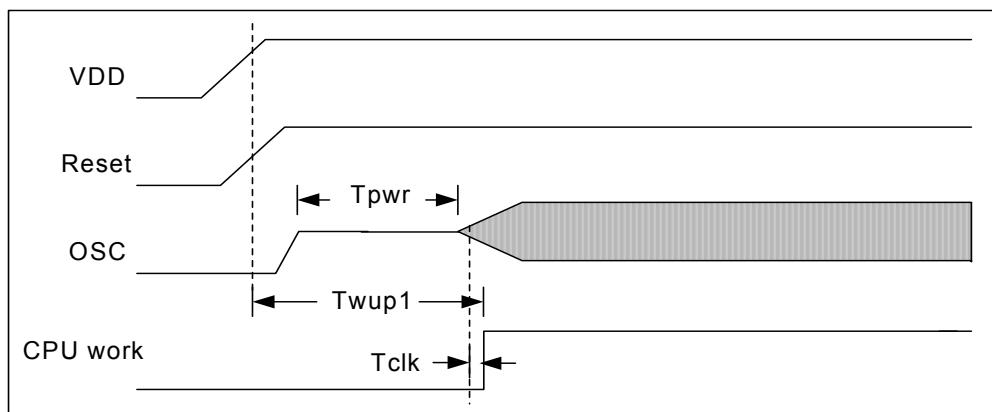 VDD
Reset
Tpwr
OSC
Twup1
CPU work
Tclk